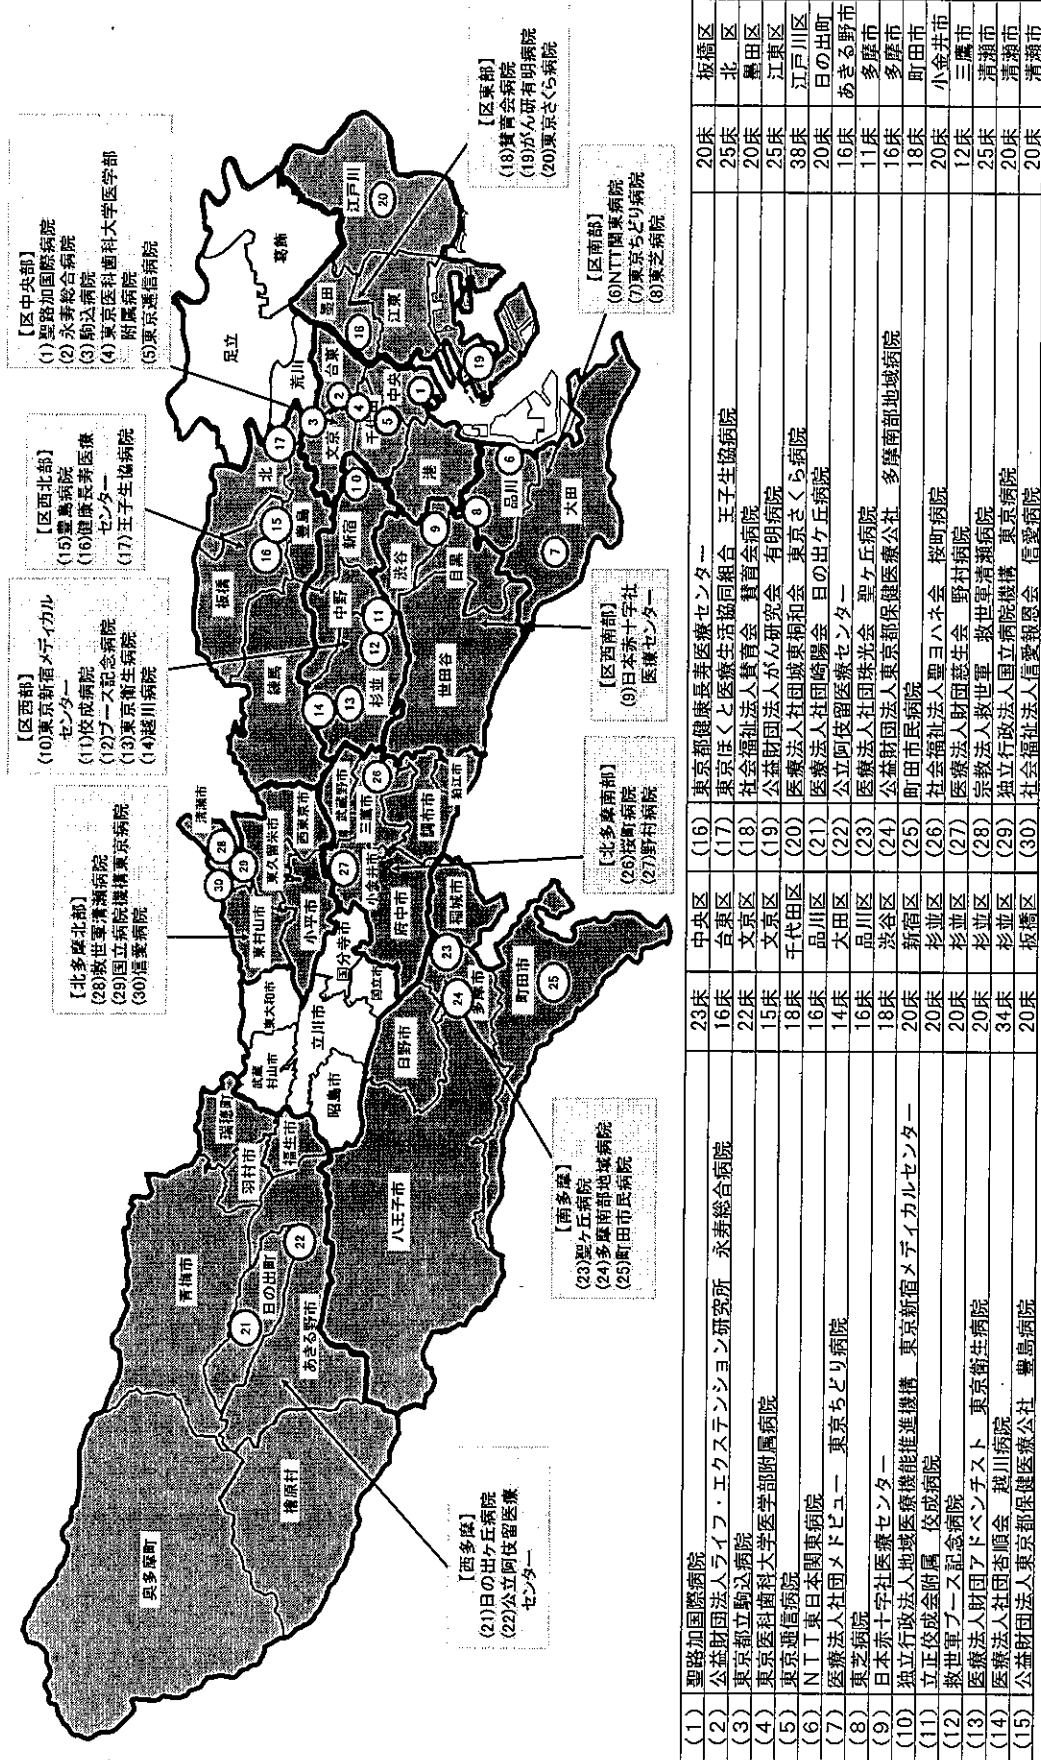 【区中央部】
(1)聖路加国際病院
(2)永寿総合病院
(3)駒込病院
(4)東京医科歯科大学医学部
附属病院
(5)東京逓信病院
【区西北部】
(15)豊島病院
(16)健康長寿医療
センター
(17)王子生協病院
【区西部】
(10)東京新宿メディカル
センター
(11)佼成病院
(12)ブース記念病院
(13)東京衛生病院
(14)越川病院
【北多摩北部】
(28)救世軍清瀬病院
(29)国立病院機構東京病院
(30)信愛病院
【区東部】
(18)賛育会病院
(19)がん研有明病院
(20)東京さくら病院
【区南部】
(6)NTT関東病院
(7)東京ちどり病院
(8)東芝病院
【区西南部】
(9)日本赤十字社
医療センター
【北多摩南部】
(26)桜町病院
(27)野村病院
【南多摩】
(23)聖ヶ丘病院
(24)多摩南部地域病院
(25)町田市民病院
【西多摩】
(21)日の出ヶ丘病院
(22)公立阿伎留医療
センター
奥多摩町
檜原村
青梅市
日の出町
あきる野市
羽村市
瑞穂町
福生市
八王子市
武蔵
村山市
東大和市
昭島市
立川市
日野市
国分寺市
国立市
多摩市
町田市
稲城市
府中市
小金井市
小平市
東村山市
東久留米市
清瀬市
西東京市
武蔵野市
三鷹市
調布市
狛江市
練馬
板橋
北
豊島
杉並
中野
新宿
渋谷
世田谷
目黒
品川
大田
港
千代田
中央
文京
台東
荒川
足立
葛飾
墨田
江東
江戸川
1
2
3
4
5
6
7
8
9
10
11
12
13
14
15
16
17
18
19
20
21
22
23
24
25
26
27
28
29
30
(1) 聖路加国際病院 23床 中央区 (16) 東京都健康長寿医療センター 20床 板橋区
(2) 公益財団法人ライフ・エクステンション研究所 永寿総合病院 16床 台東区 (17) 東京ほくと医療生活協同組合 王子生協病院 25床 北 区
(3) 東京都立駒込病院 22床 文京区 (18) 社会福祉法人賛育会 賛育会病院 20床 墨田区
(4) 東京医科歯科大学医学部附属病院 15床 文京区 (19) 公益財団法人がん研究会 有明病院 25床 江東区
(5) 東京逓信病院 18床 千代田区 (20) 医療法人社団城東桐和会 東京さくら病院 38床 江戸川区
(6) NTT東日本関東病院 16床 品川区 (21) 医療法人社団崎陽会 日の出ケ丘病院 20床 日の出町
(7) 医療法人社団メドビュー 東京ちどり病院 14床 大田区 (22) 公立阿伎留医療センター 16床 あきる野市
(8) 東芝病院 16床 品川区 (23) 医療法人社団珠光会 聖ヶ丘病院 11床 多摩市
(9) 日本赤十字社医療センター 18床 渋谷区 (24) 公益財団法人東京都保健医療公社 多摩南部地域病院 16床 多摩市
(10) 独立行政法人地域医療機能推進機構 東京新宿メディカルセンター 20床 新宿区 (25) 町田市民病院 18床 町田市
(11) 立正佼成会附属 佼成病院 20床 杉並区 (26) 社会福祉法人聖ヨハネ会 桜町病院 20床 小金井市
(12) 救世軍ブース記念病院 20床 杉並区 (27) 医療法人財団慈生会 野村病院 12床 三鷹市
(13) 医療法人財団アドベンチスト 東京衛生病院 20床 杉並区 (28) 宗教法人救世軍 救世軍清瀬病院 25床 清瀬市
(14) 医療法人社団杏順会 越川病院 34床 杉並区 (29) 独立行政法人国立病院機構 東京病院 20床 清瀬市
(15) 公益財団法人東京都保健医療公社 豊島病院 20床 板橋区 (30) 社会福祉法人信愛報恩会 信愛病院 20床 清瀬市